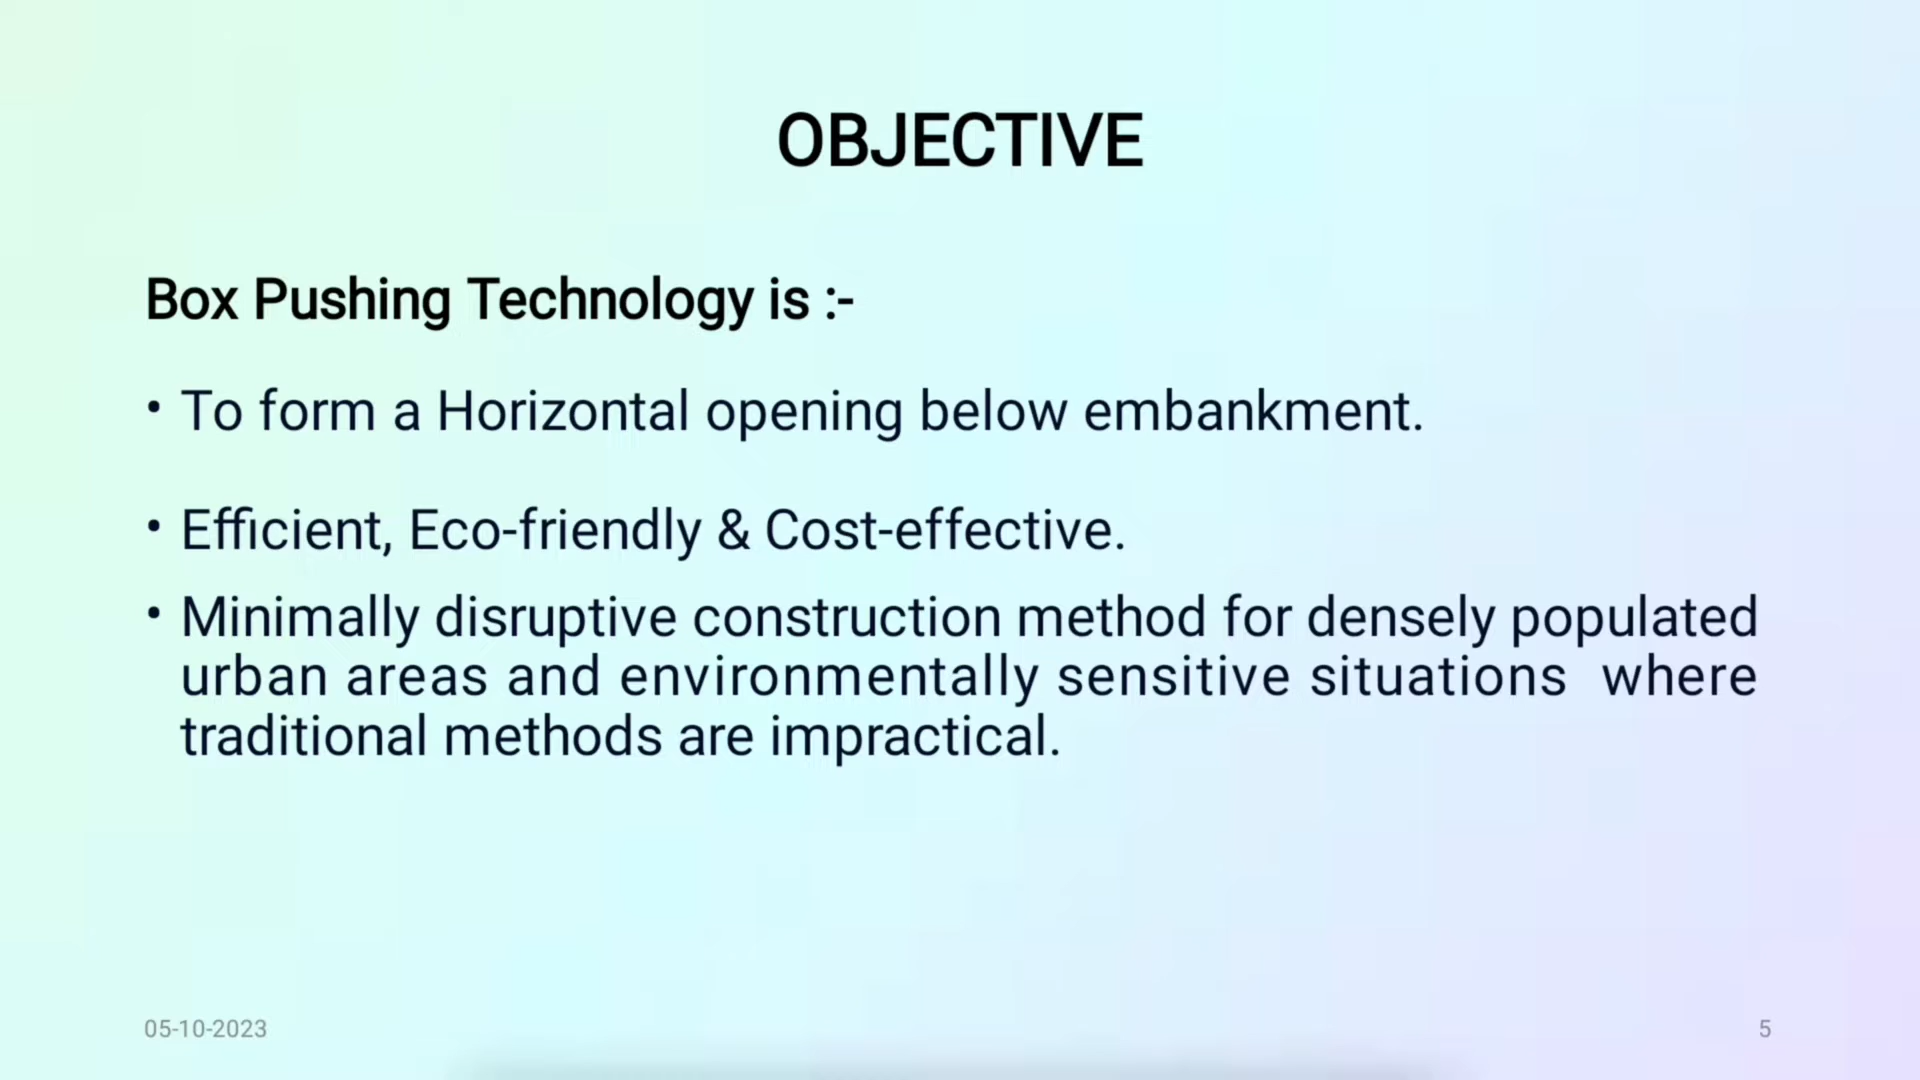 OBJECTIVE
Box Pushing Technology is :-
• To form a Horizontal opening below embankment.
• Efficient, Eco-friendly & Cost-effective.
• Minimally disruptive construction method for densely populated
urban areas and environmentally sensitive situations  where
traditional methods are impractical.
05-10-2023
5